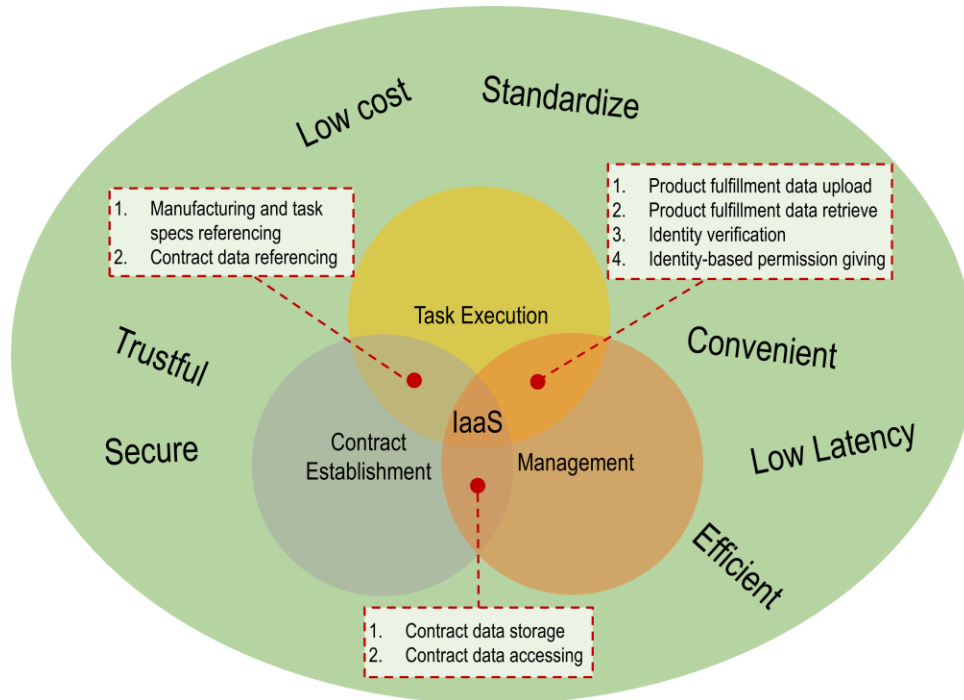 Low cost
Standardize
1. Manufacturing and task
specs referencing
2. Contract data referencing
1. Product fulfillment data upload
2. Product fulfillment data retrieve
3. Identity verification
4. Identity-based permission giving
Task Execution
Trustful
Convenient
IaaS
Secure
Contract
Establishment
Management
Low Latency
Efficient
1. Contract data storage
2. Contract data accessing